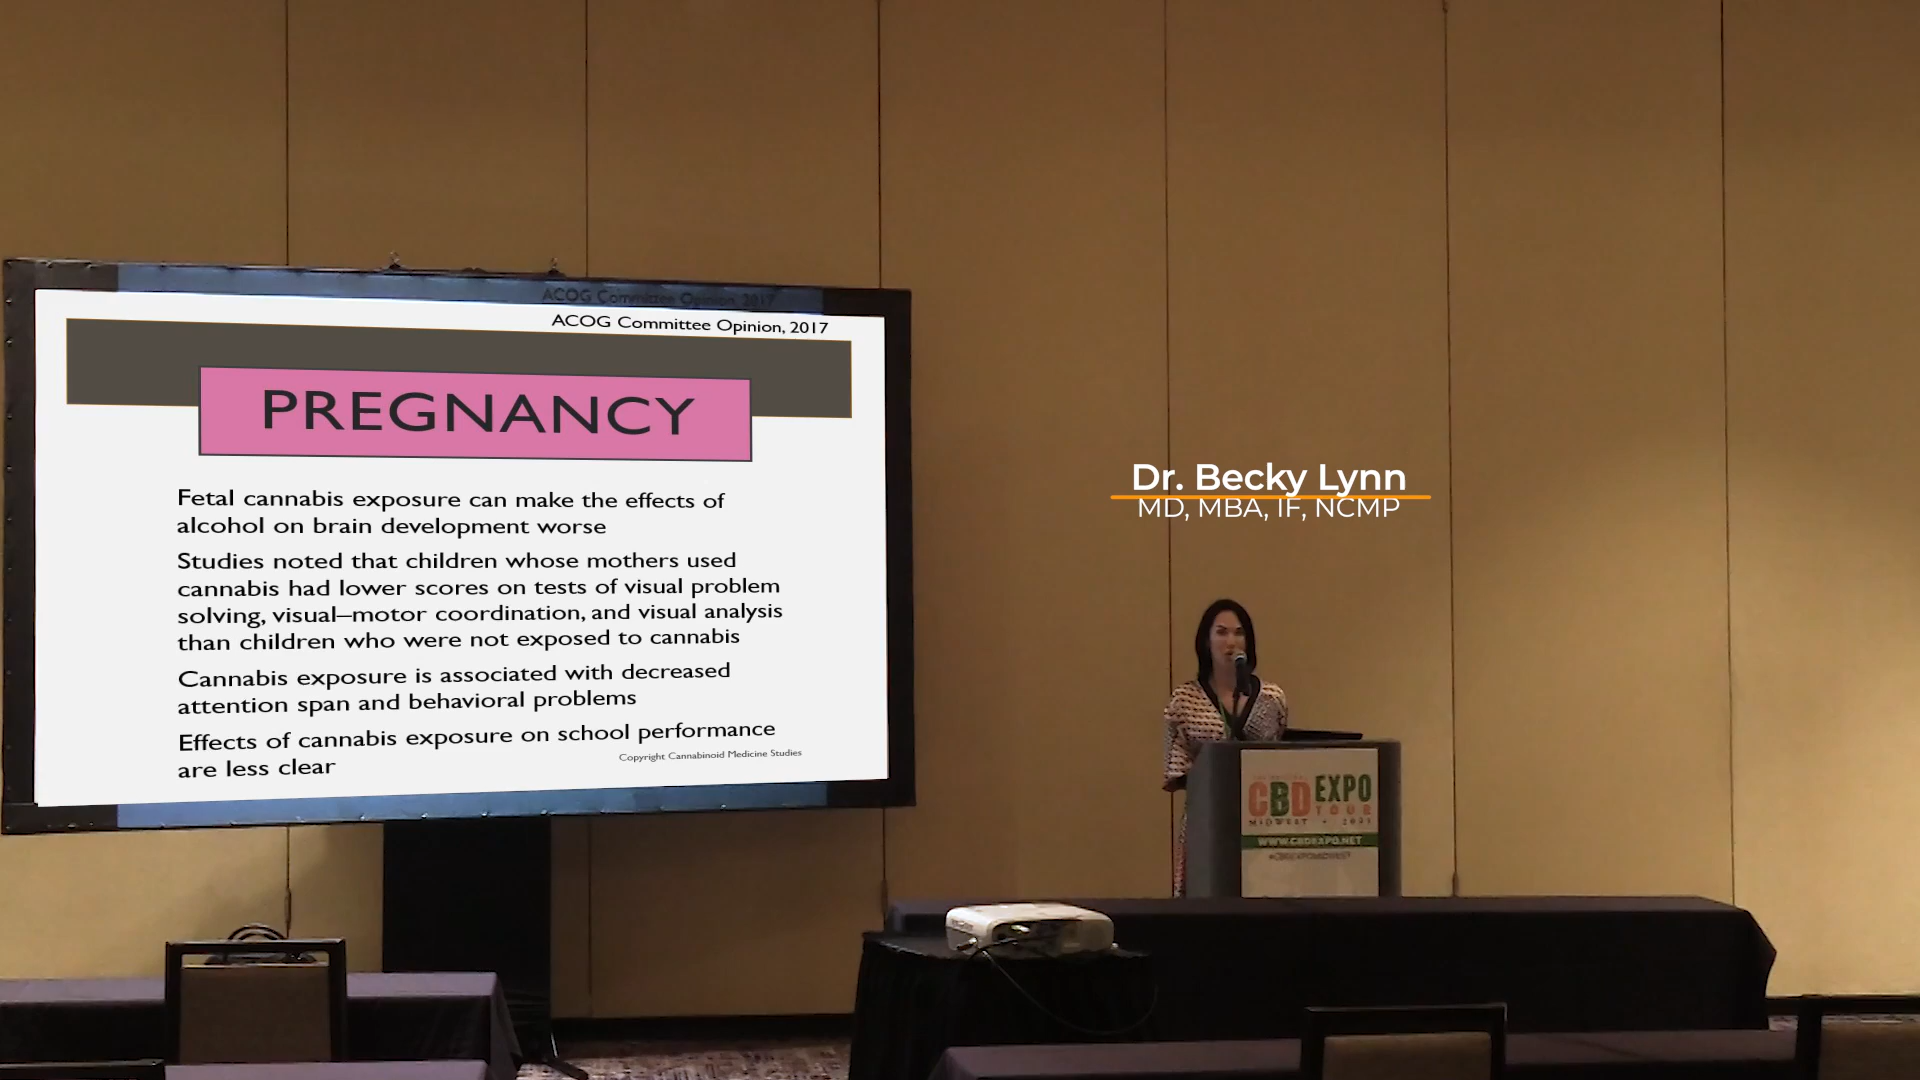 ACOG Committee Opinion, 2017
ACOG Committee Opinion, 2017
PREGNANCY
Fetal cannabis exposure can make the effects of
alcohol on brain development worse
Studies noted that children whose mothers used
cannabis had lower scores on tests of visual problem
solving, visual–motor coordination, and visual analysis
than children who were not exposed to cannabis
Cannabis exposure is associated with decreased
attention span and behavioral problems
Effects of cannabis exposure on school performance
are less clear
Copyright Cannabinoid Medicine Studies
Dr. Becky Lynn
MD, MBA, IF, NCMP
CBD EXPO
TOUR
MIDWEST
WWW.CBDEXPO.NET